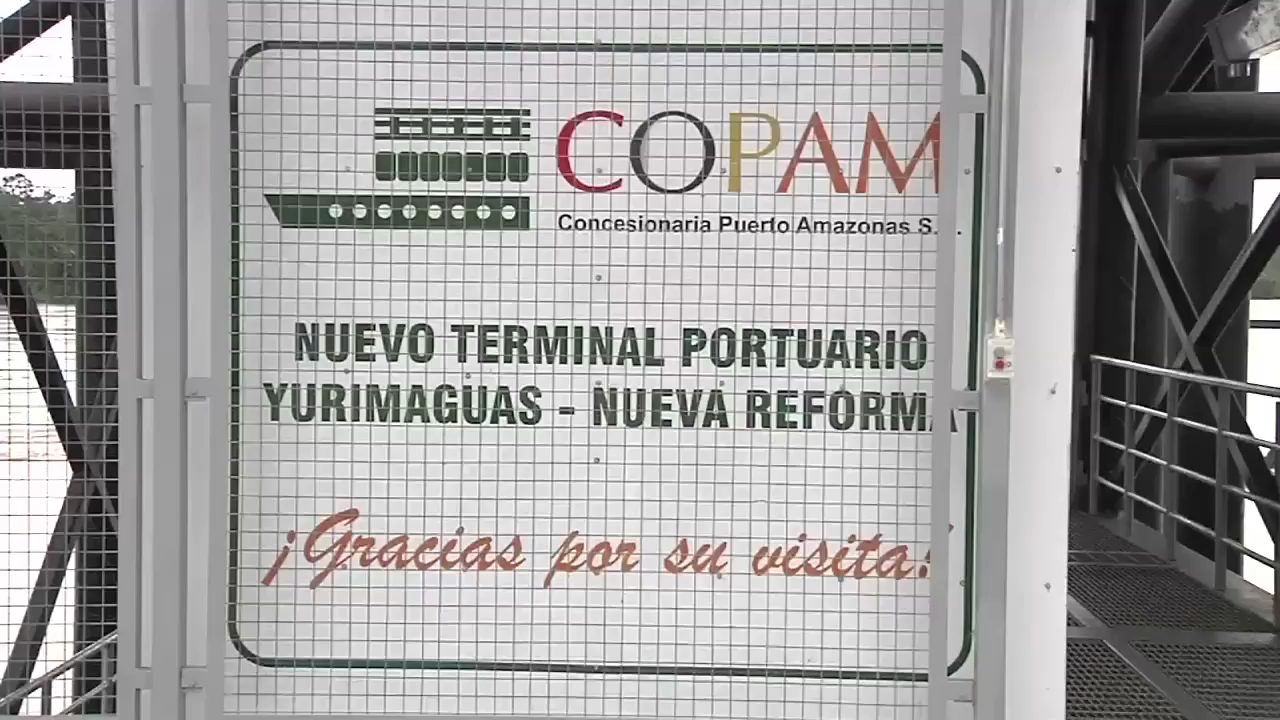 COPAM
Concesionaria Puerto Amazonas S.
NUEVO TERMINAL PORTUARIO
YURIMAGUAS - NUEVA REFORMA
¡Gracias por su visita!